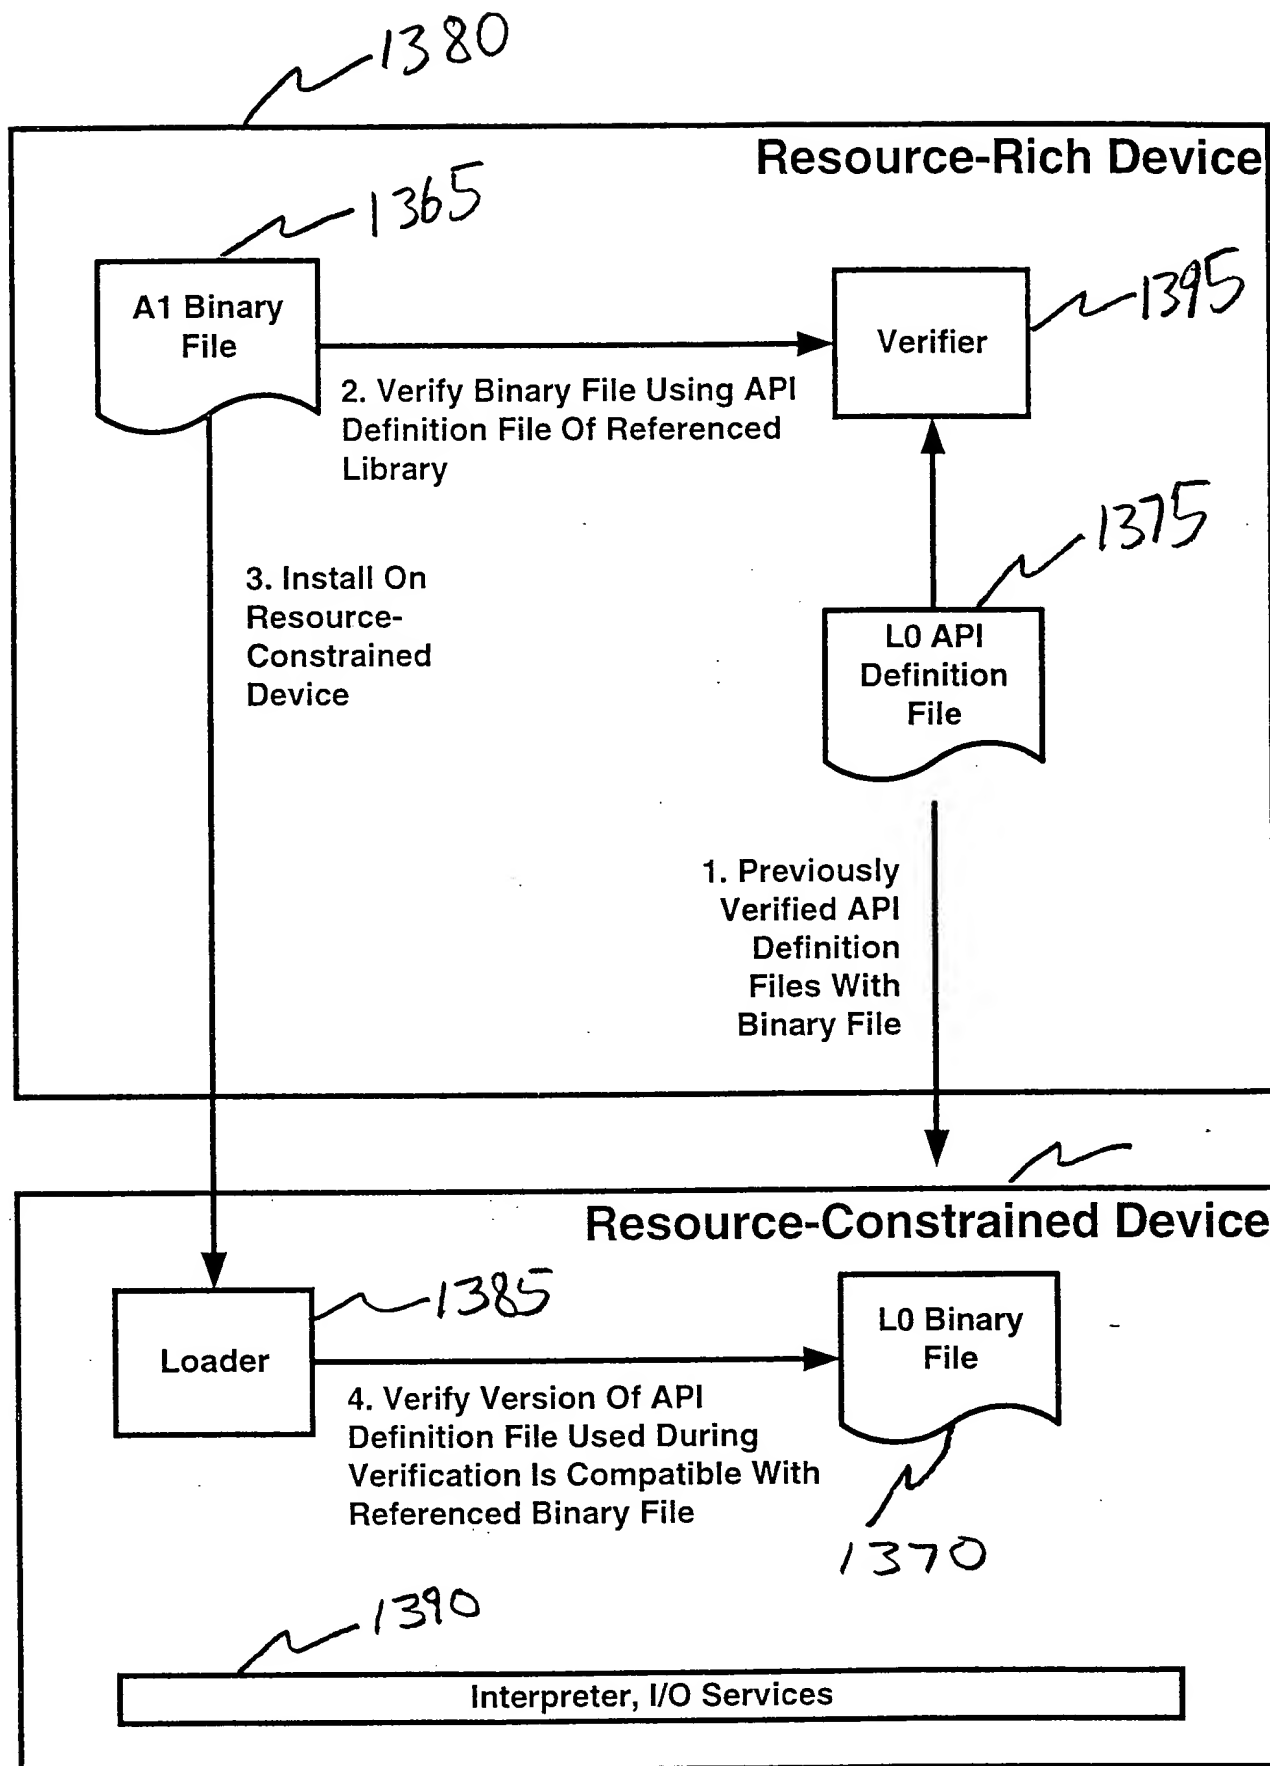 1380
Resource-Rich Device
1365
A1 Binary
File
1395
Verifier
2. Verify Binary File Using API
Definition File Of Referenced
Library
1375
3. Install On
Resource-
Constrained
Device
L0 API
Definition
File
1. Previously
Verified API
Definition
Files With
Binary File
Resource-Constrained Device
1385
Loader
L0 Binary
File
4. Verify Version Of API
Definition File Used During
Verification Is Compatible With
Referenced Binary File
1370
1390
Interpreter, I/O Services